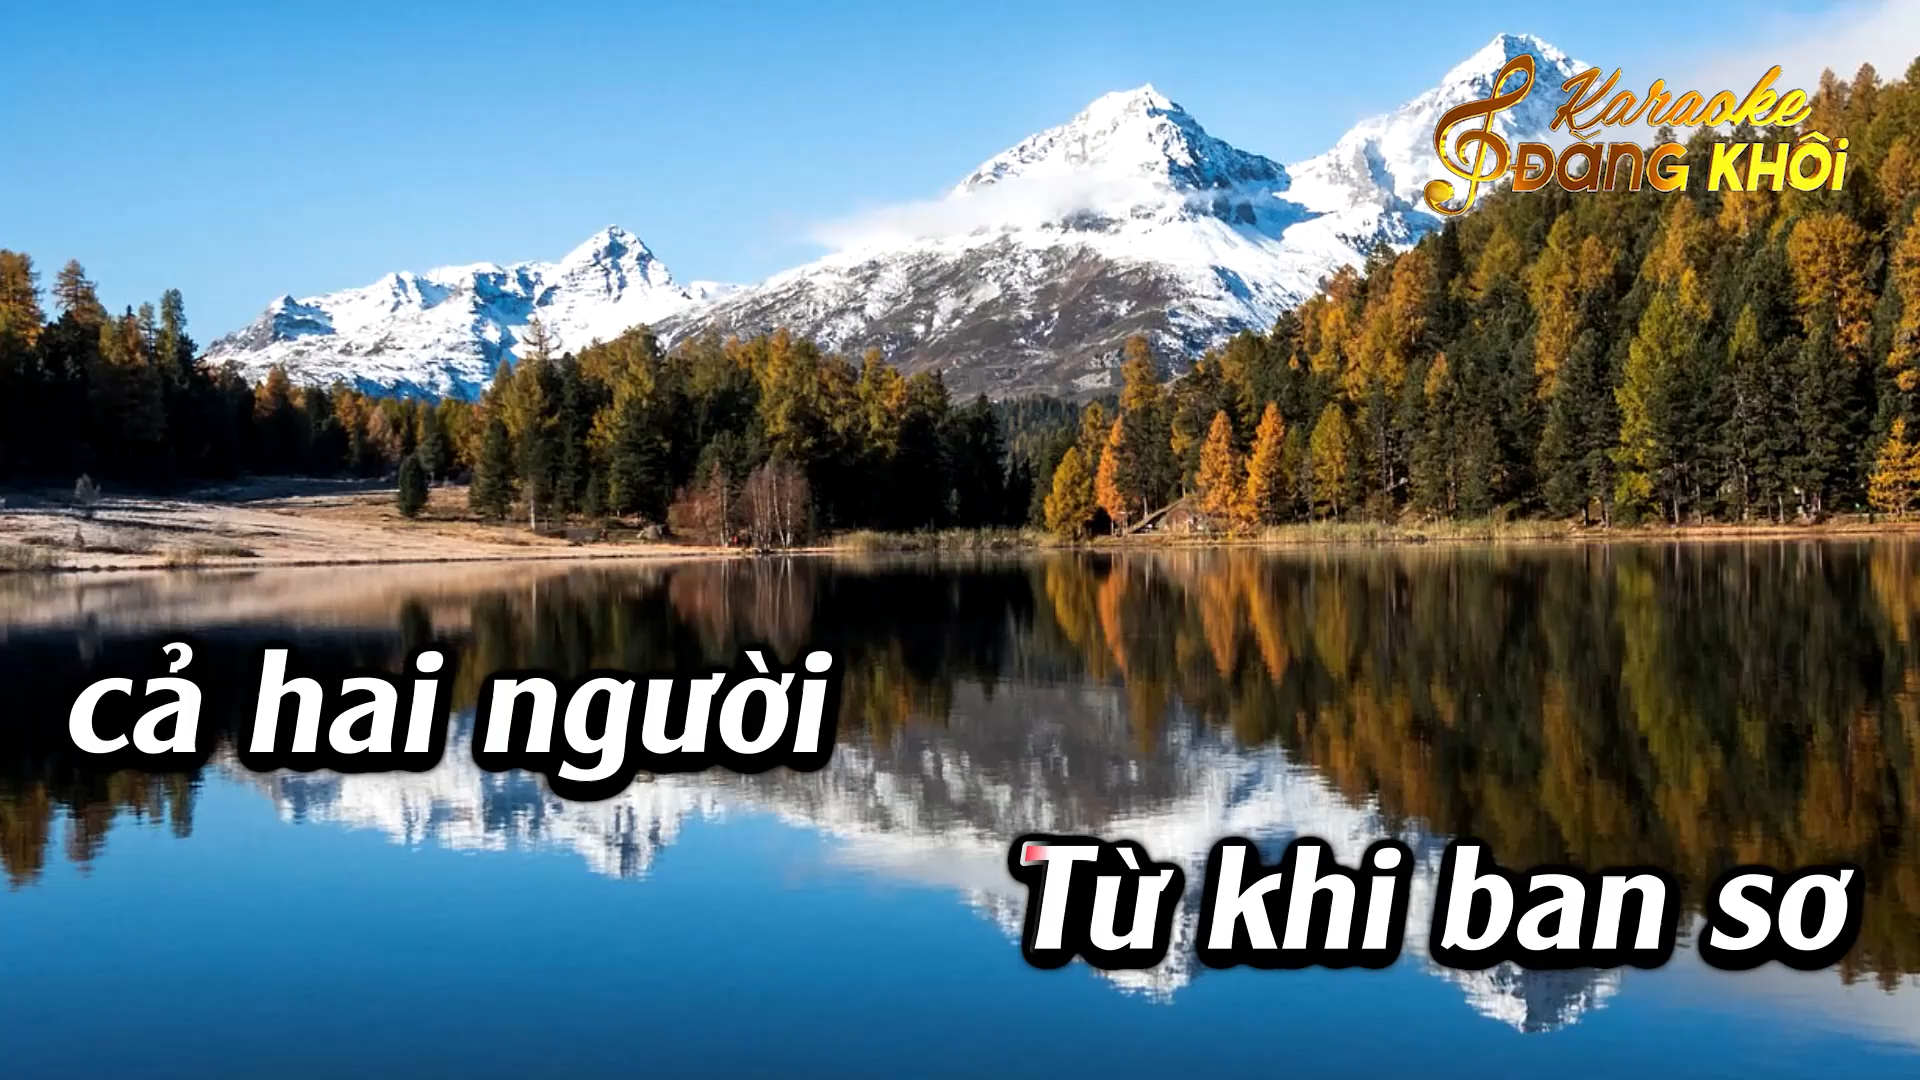 Karaoke
ĐĂNG KHÔI
cả hai người
Từ khi ban sơ